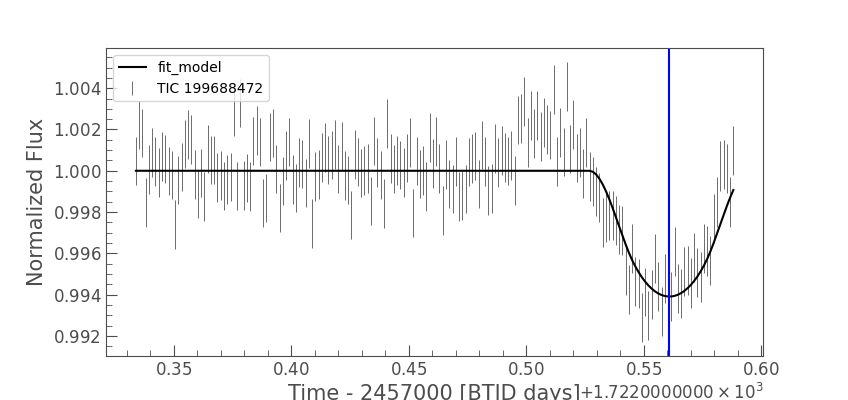 fit_model
TIC 199688472
Normalized Flux
1.004
1.002
1.000
0.998
0.996
0.994
0.992
0.35
0.40
0.45
0.50
0.55
0.60
Time - 2457000 [BTJD days]
+1.7220000000 × 10³